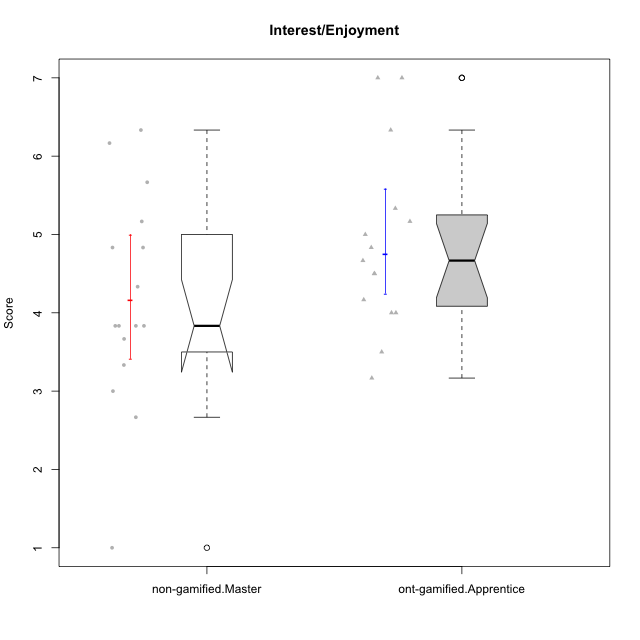 Interest/Enjoyment
Score
7
6
5
4
3
2
1
non-gamified.Master
ont-gamified.Apprentice